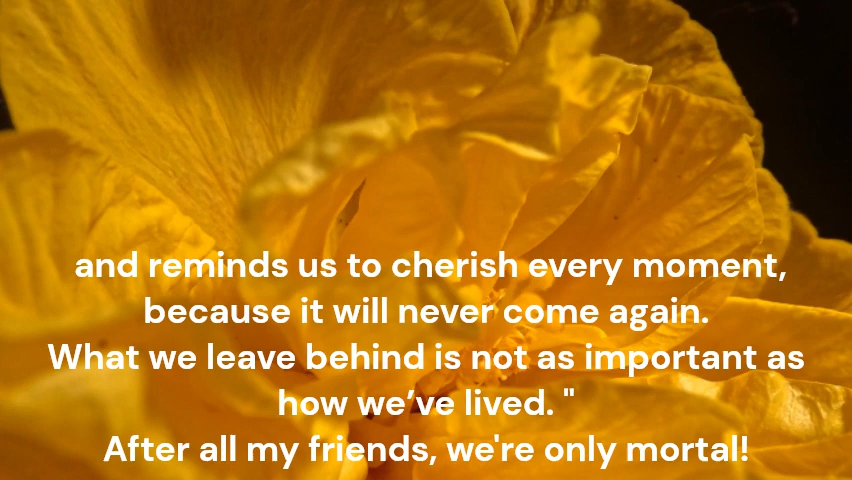 and reminds us to cherish every moment,
because it will never come again.
What we leave behind is not as important as
how we’ve lived. "
After all my friends, we're only mortal!